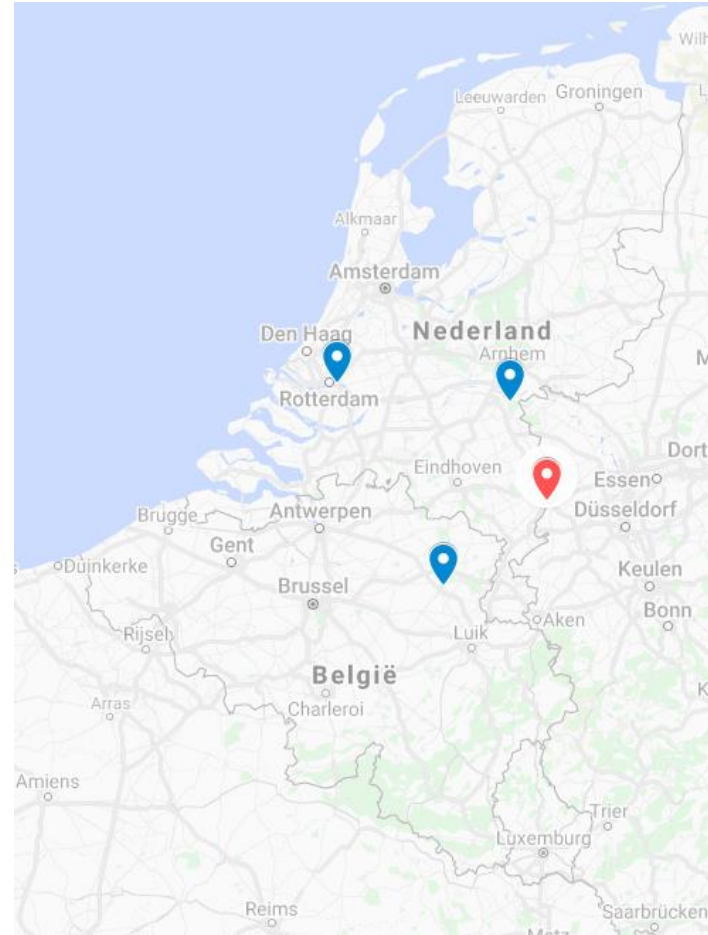 Wilh
Leeuwarden
Groningen
L
Alkmaar
Amsterdam
Den Haag
Nederland
Arnhem
M
Rotterdam
Eindhoven
Essen
Dort
Düsseldorf
Brugge
Antwerpen
Gent
Duinkerke
Brussel
Keulen
Bonn
Aken
Rijsel
Luik
België
K
Charleroi
Arras
Amiens
Trier
Luxemburg
Reims
Saarbrücken
Metz